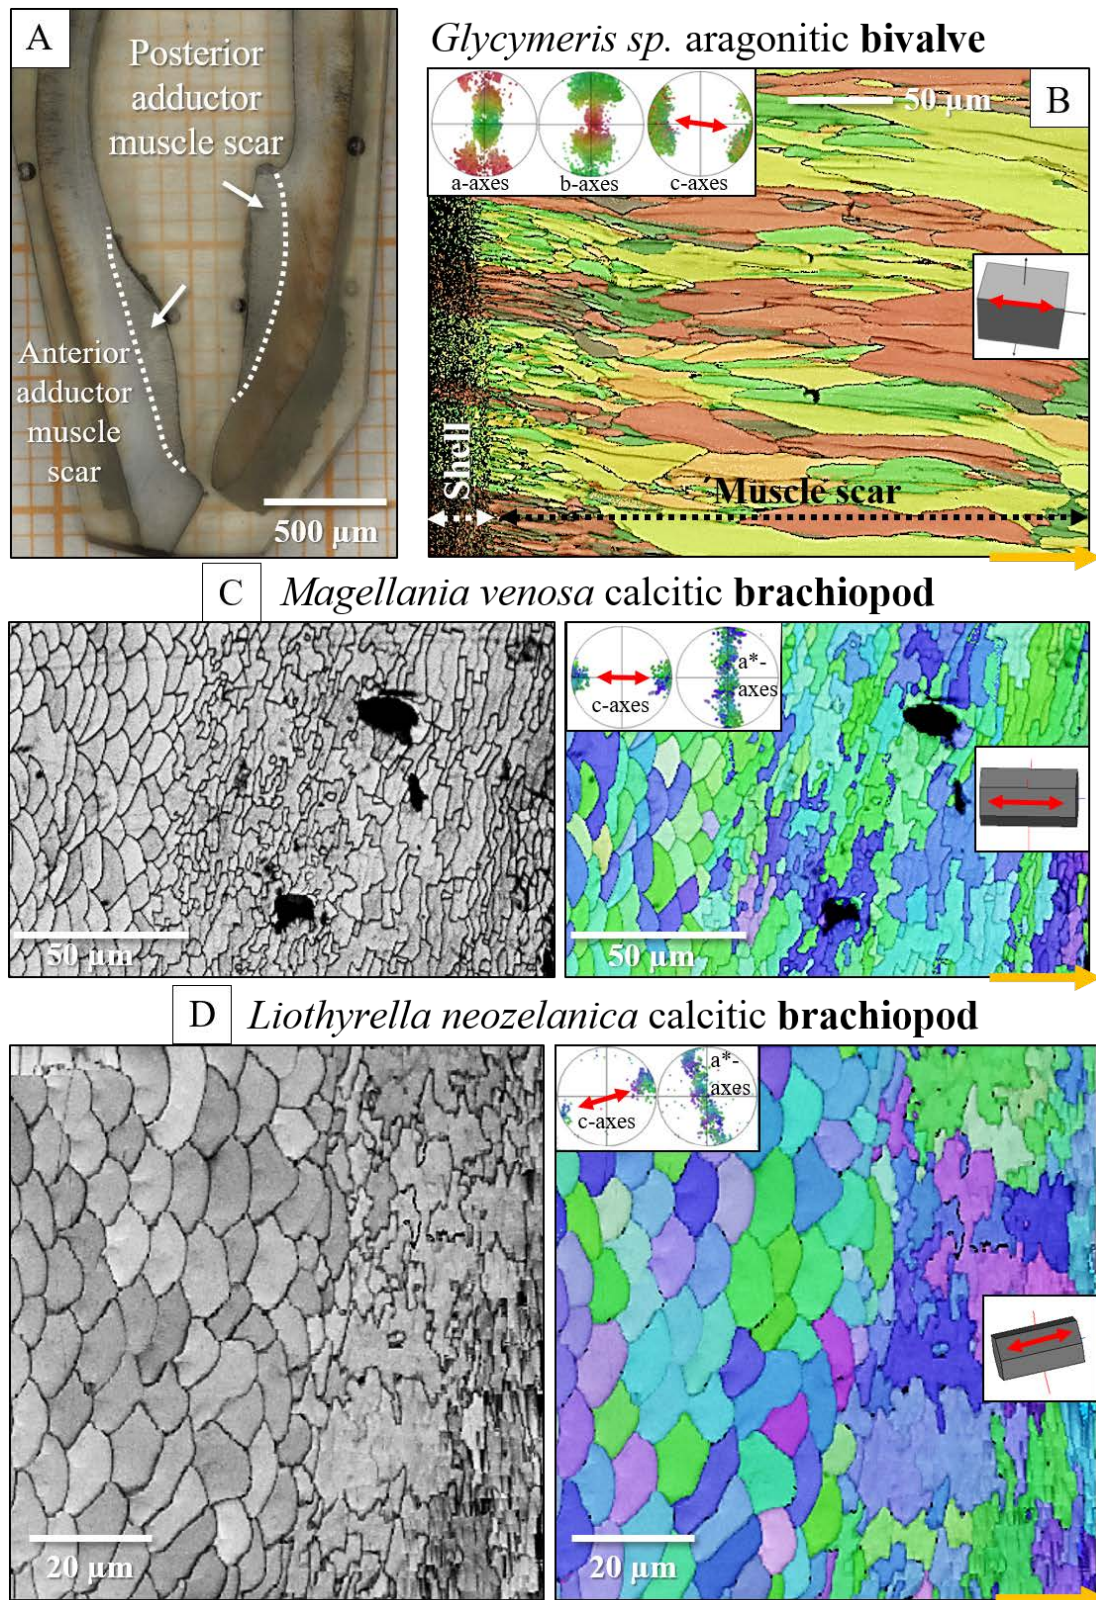 A
Posterior
adductor
muscle scar
Anterior
adductor
muscle
scar
500 µm
Glycymeris sp. aragonitic bivalve
B
50 µm
a-axes
b-axes
c-axes
Shell
Muscle scar
C
Magellania venosa calcitic brachiopod
50 µm
c-axes
a*-
axes
50 µm
D
Liothyrella neozelanica calcitic brachiopod
20 µm
c-axes
a*-
axes
20 µm